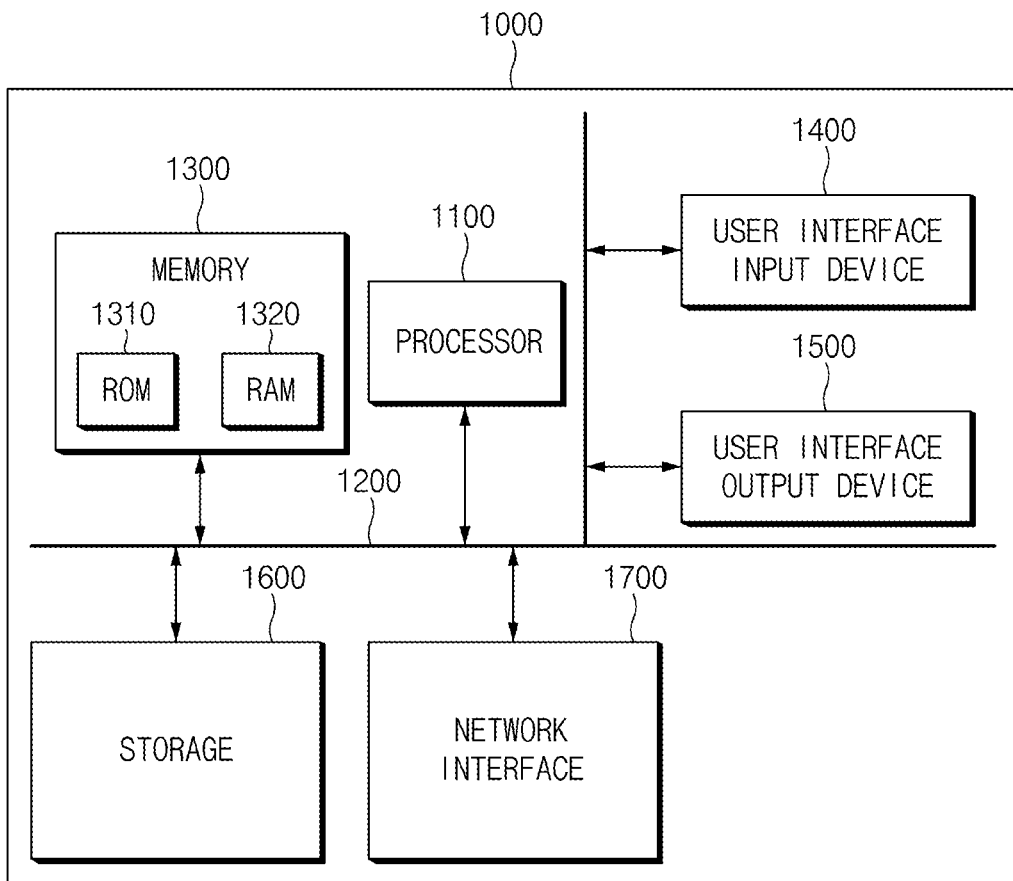 1000
1400
1300
1100
USER INTERFACE
INPUT DEVICE
MEMORY
1310
1320
PROCESSOR
ROM
RAM
1500
USER INTERFACE
OUTPUT DEVICE
1200
1600
1700
STORAGE
NETWORK
INTERFACE